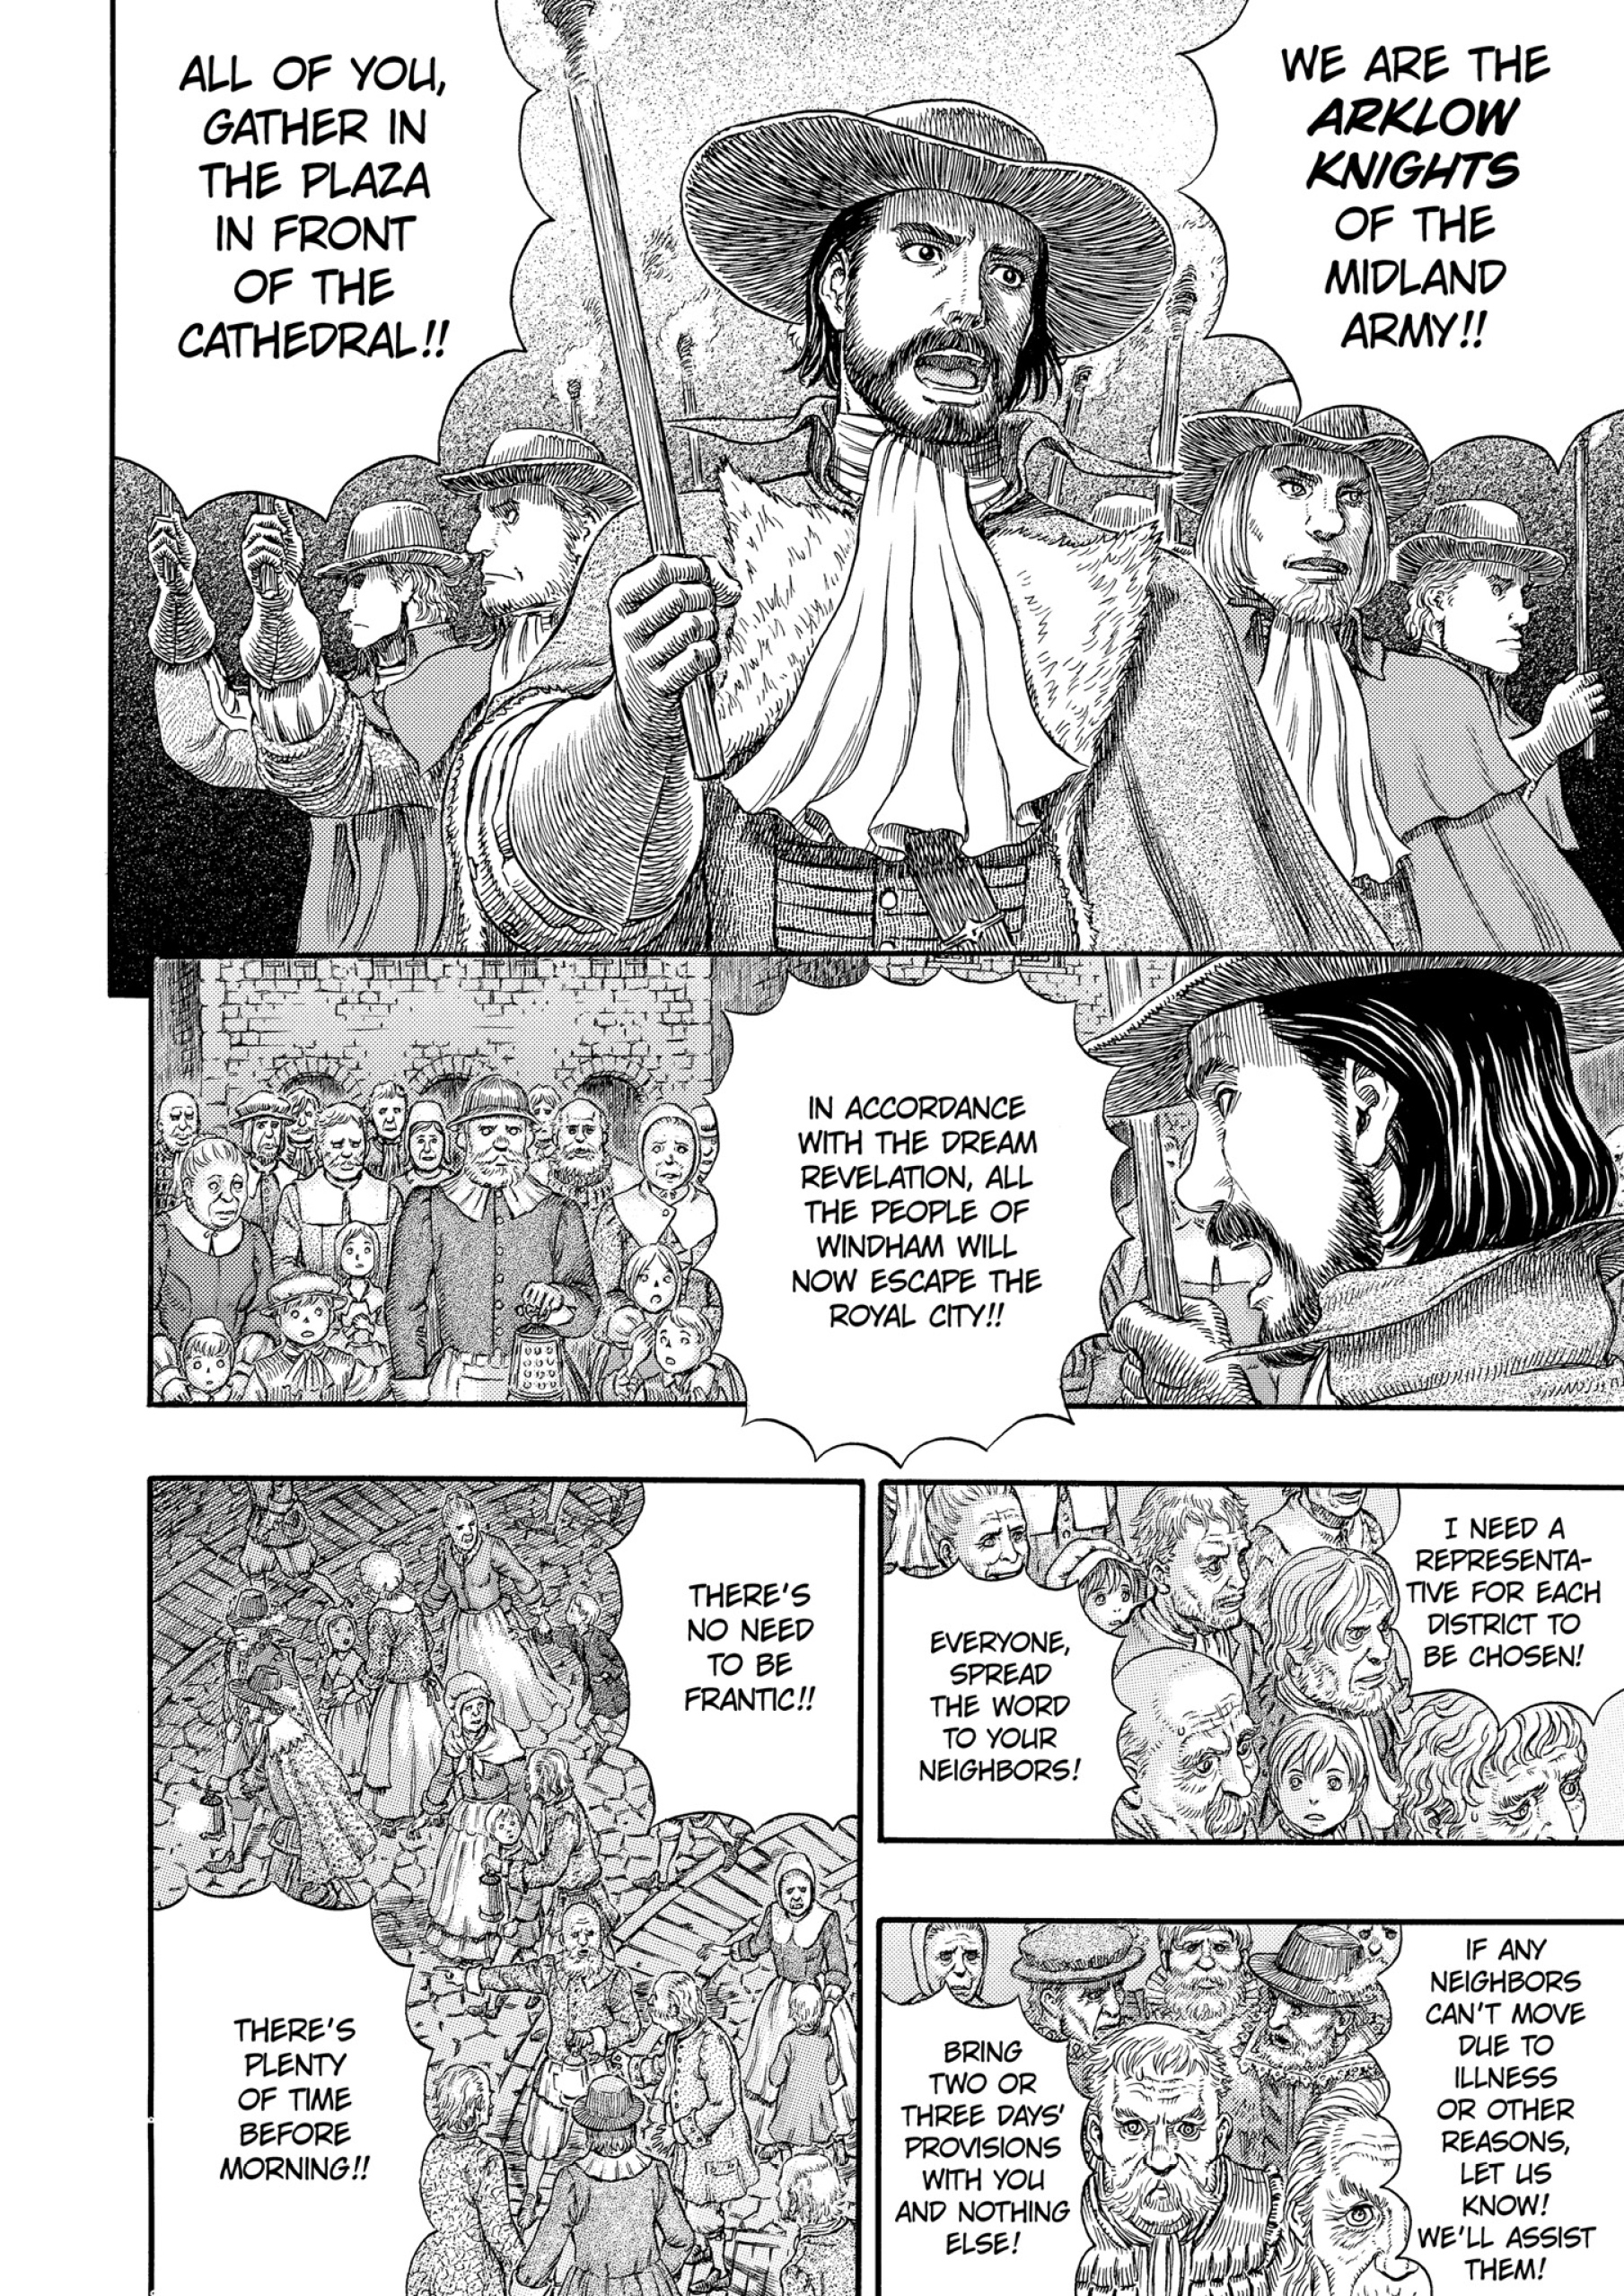 WE ARE THE
ARKLOW
KNIGHTS
OF THE
MIDLAND
ARMY!!
ALL OF YOU,
GATHER IN
THE PLAZA
IN FRONT
OF THE
CATHEDRAL!!
IN ACCORDANCE
WITH THE DREAM
REVELATION, ALL
THE PEOPLE OF
WINDHAM WILL
NOW ESCAPE THE
ROYAL CITY!!
I NEED A
REPRESENTA-
TIVE FOR EACH
DISTRICT TO
BE CHOSEN!
EVERYONE,
SPREAD
THE WORD
TO YOUR
NEIGHBORS!
IF ANY
NEIGHBORS
CAN'T MOVE
DUE TO
ILLNESS
OR OTHER
REASONS,
LET US
KNOW!
WE'LL ASSIST
THEM!
BRING
TWO OR
THREE DAYS'
PROVISIONS
WITH YOU
AND NOTHING
ELSE!
THERE'S
NO NEED
TO BE
FRANTIC!!
THERE'S
PLENTY
OF TIME
BEFORE
MORNING!!